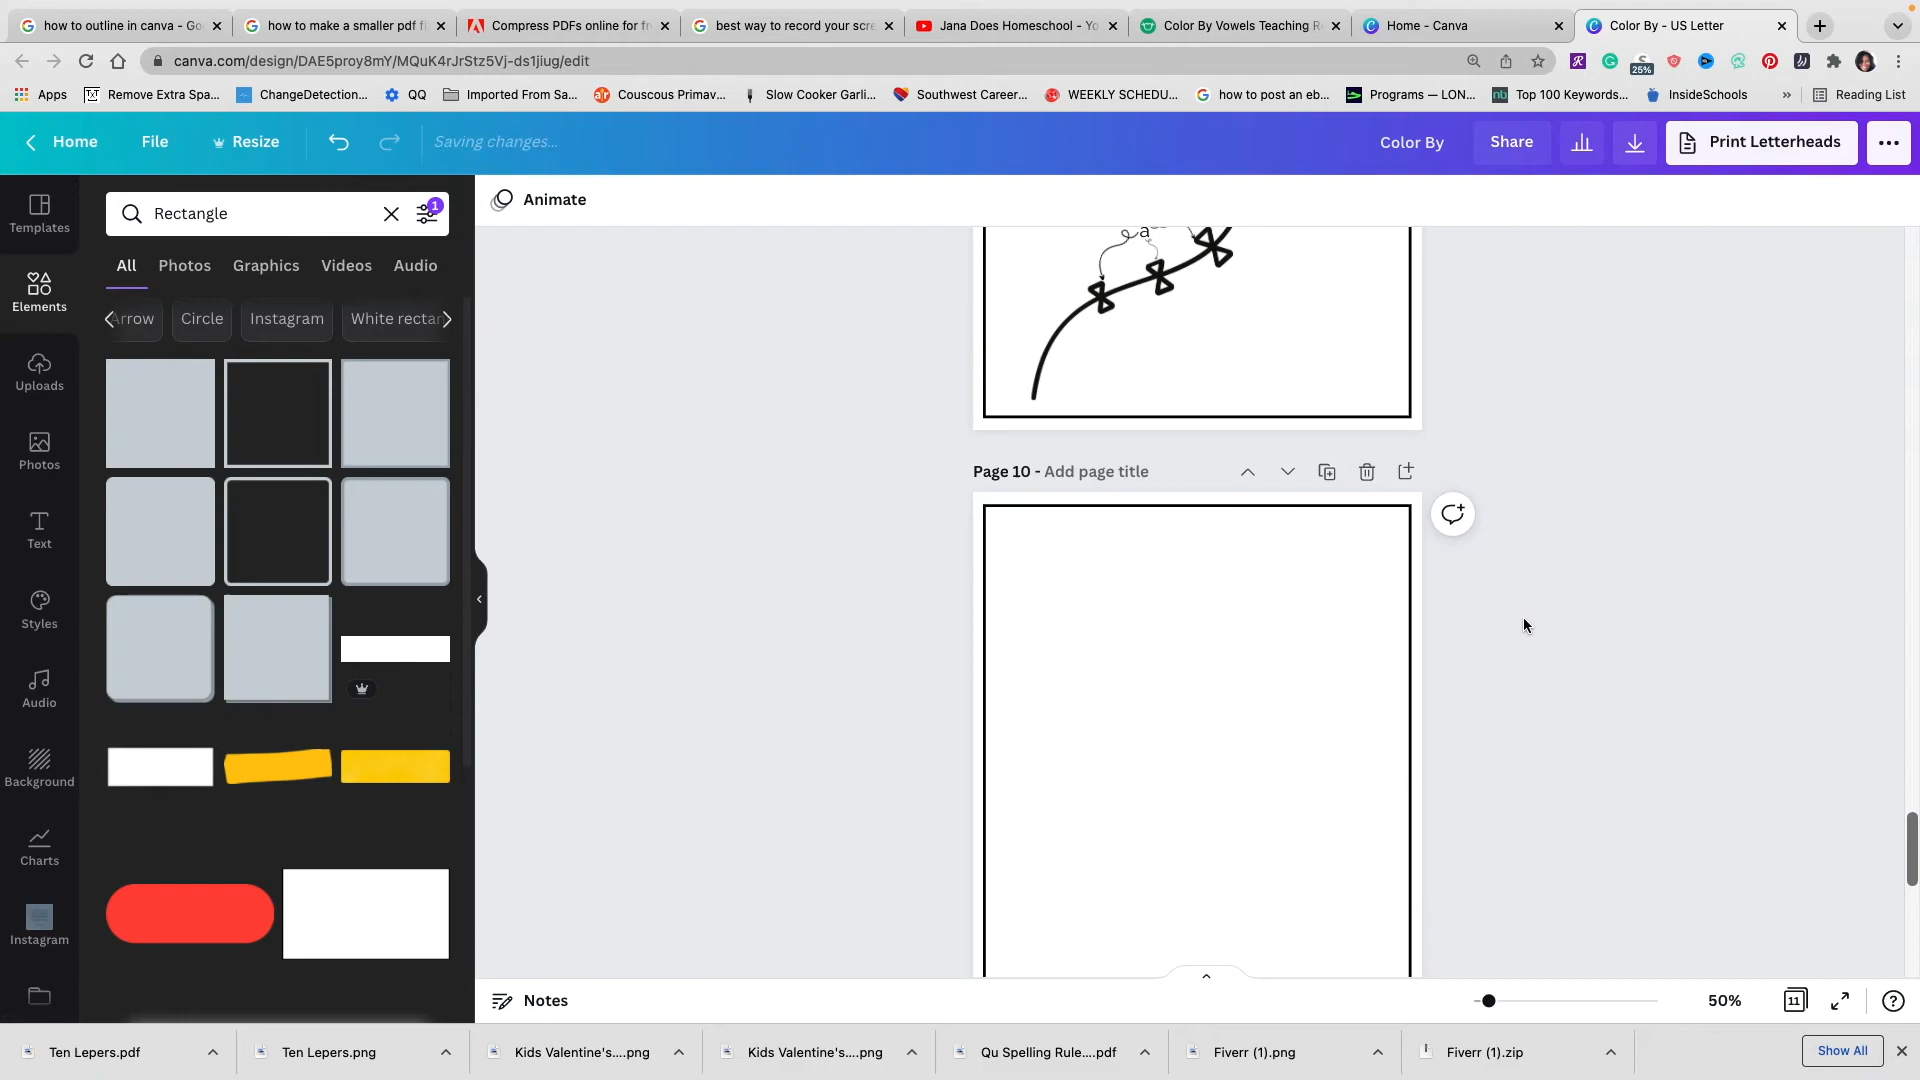 how to outline in canva - Go
how to make a smaller pdf fi
Compress PDFs online for fr
best way to record your scre
Jana Does Homeschool - Yo
Color By Vowels Teaching R
Home - Canva
Color By - US Letter
canva.com/design/DAE5proy8mY/MQuK4rJrStz5Vj-ds1jiug/edit
25%
Apps
Remove Extra Spa...
ChangeDetection...
QQ
Imported From Sa...
Couscous Primav...
Slow Cooker Garli...
Southwest Career...
WEEKLY SCHEDU...
how to post an eb...
Programs — LON...
Top 100 Keywords...
InsideSchools
»
Reading List
Home
File
Resize
Saving changes...
Color By
Share
Print Letterheads
Templates
Elements
Uploads
Photos
Text
Styles
Audio
Background
Charts
Instagram
Rectangle
1
All
Photos
Graphics
Videos
Audio
Arrow
Circle
Instagram
White rectan
Animate
a
Page 10 - Add page title
Notes
50%
11
Ten Lepers.pdf
Ten Lepers.png
Kids Valentine's....png
Kids Valentine's....png
Qu Spelling Rule....pdf
Fiverr (1).png
Fiverr (1).zip
Show All